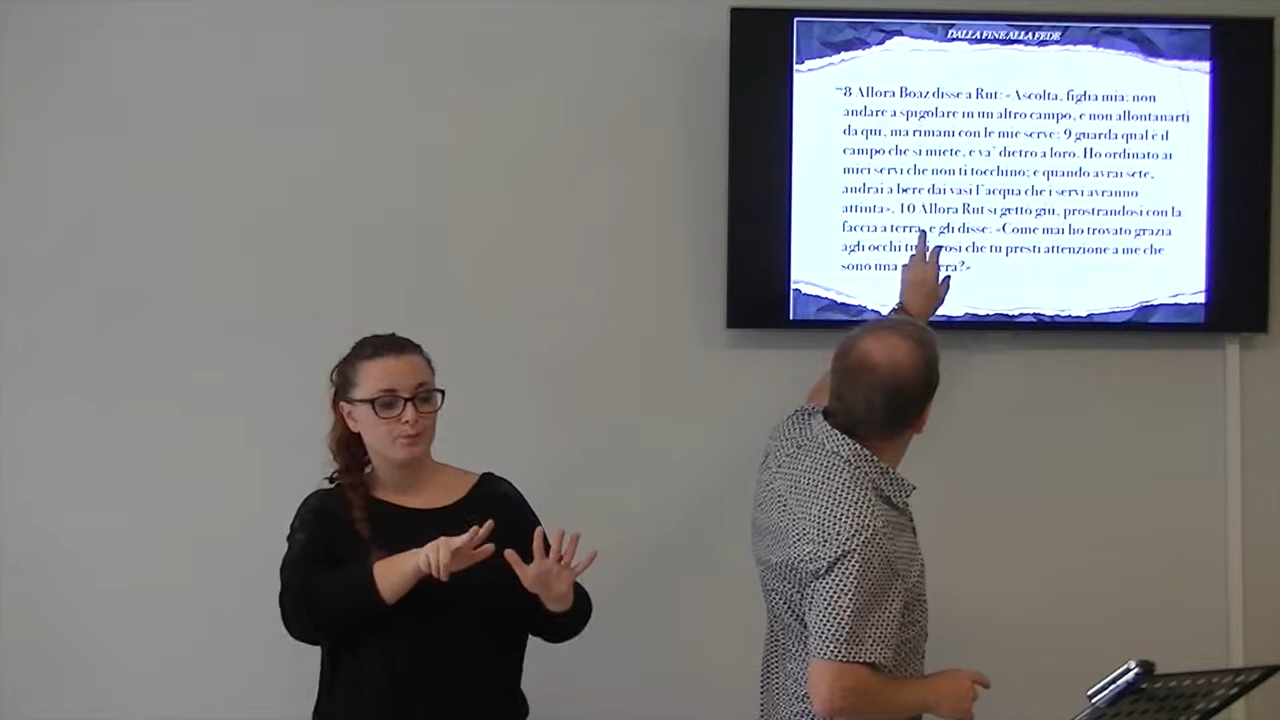 DALLA FINE ALLA FEDE
"8 Allora Boaz disse a Rut: «Ascolta, figlia mia; non
andare a spigolare in un altro campo, e non allontanarti
da qui, ma rimani con le mie serve; 9 guarda qual è il
campo che si miete, e va' dietro a loro. Ho ordinato ai
miei servi che non ti tocchino; e quando avrai sete,
andrai a bere dai vasi l'acqua che i servi avranno
attinta». 10 Allora Rut si gettò giù, prostrandosi con la
faccia a terra, e gli disse: «Come mai ho trovato grazia
agli occhi che tu presti attenzione a me che
sono una